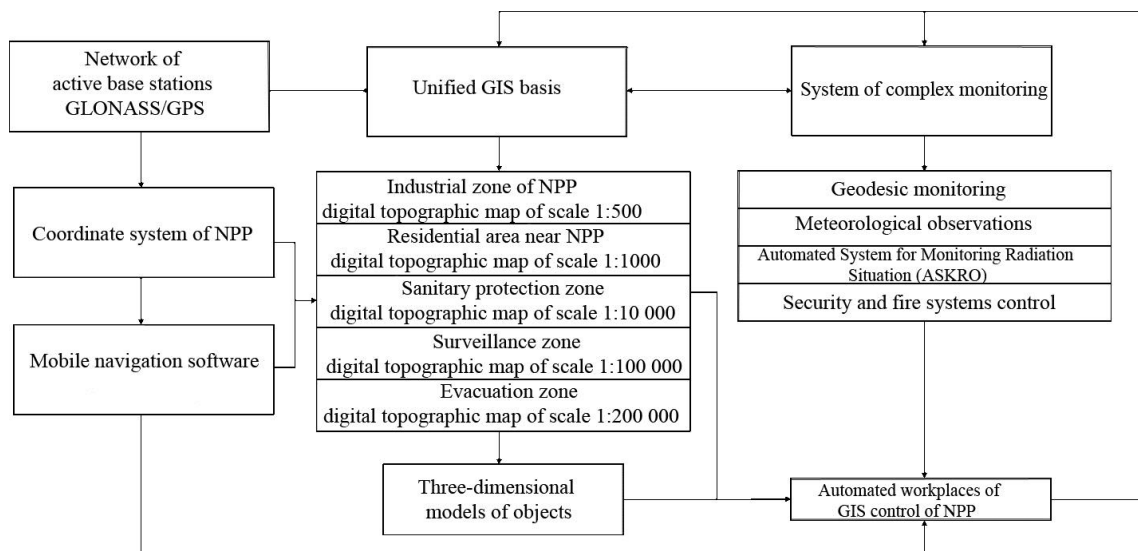 Network of
active base stations
GLONASS/GPS
Unified GIS basis
System of complex monitoring
Coordinate system of NPP
Mobile navigation software
Industrial zone of NPP
digital topographic map of scale 1:500
Residential area near NPP
digital topographic map of scale 1:1000
Sanitary protection zone
digital topographic map of scale 1:10 000
Surveillance zone
digital topographic map of scale 1:100 000
Evacuation zone
digital topographic map of scale 1:200 000
Three-dimensional
models of objects
Geodesic monitoring
Meteorological observations
Automated System for Monitoring Radiation
Situation (ASKRO)
Security and fire systems control
Automated workplaces of
GIS control of NPP